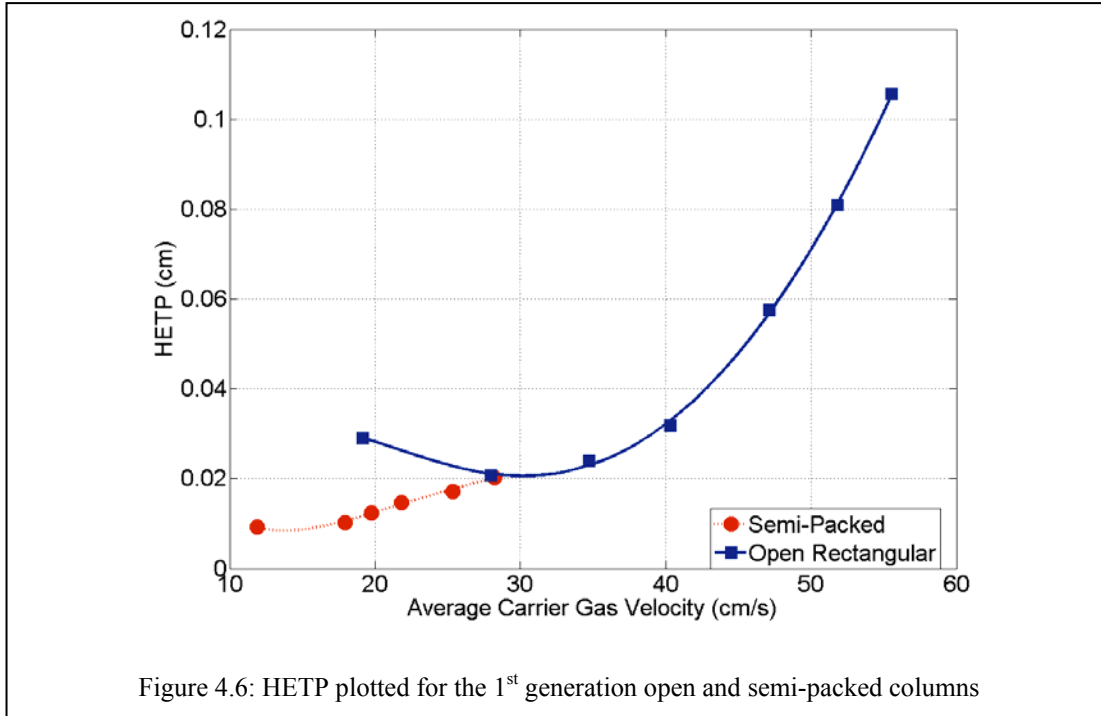 0.12
0.1
0.08
0.06
0.04
0.02
0
HETP (cm)
10 20 30 40 50 60
Average Carrier Gas Velocity (cm/s)
Semi-Packed
Open Rectangular
Figure 4.6: HETP plotted for the 1st generation open and semi-packed columns